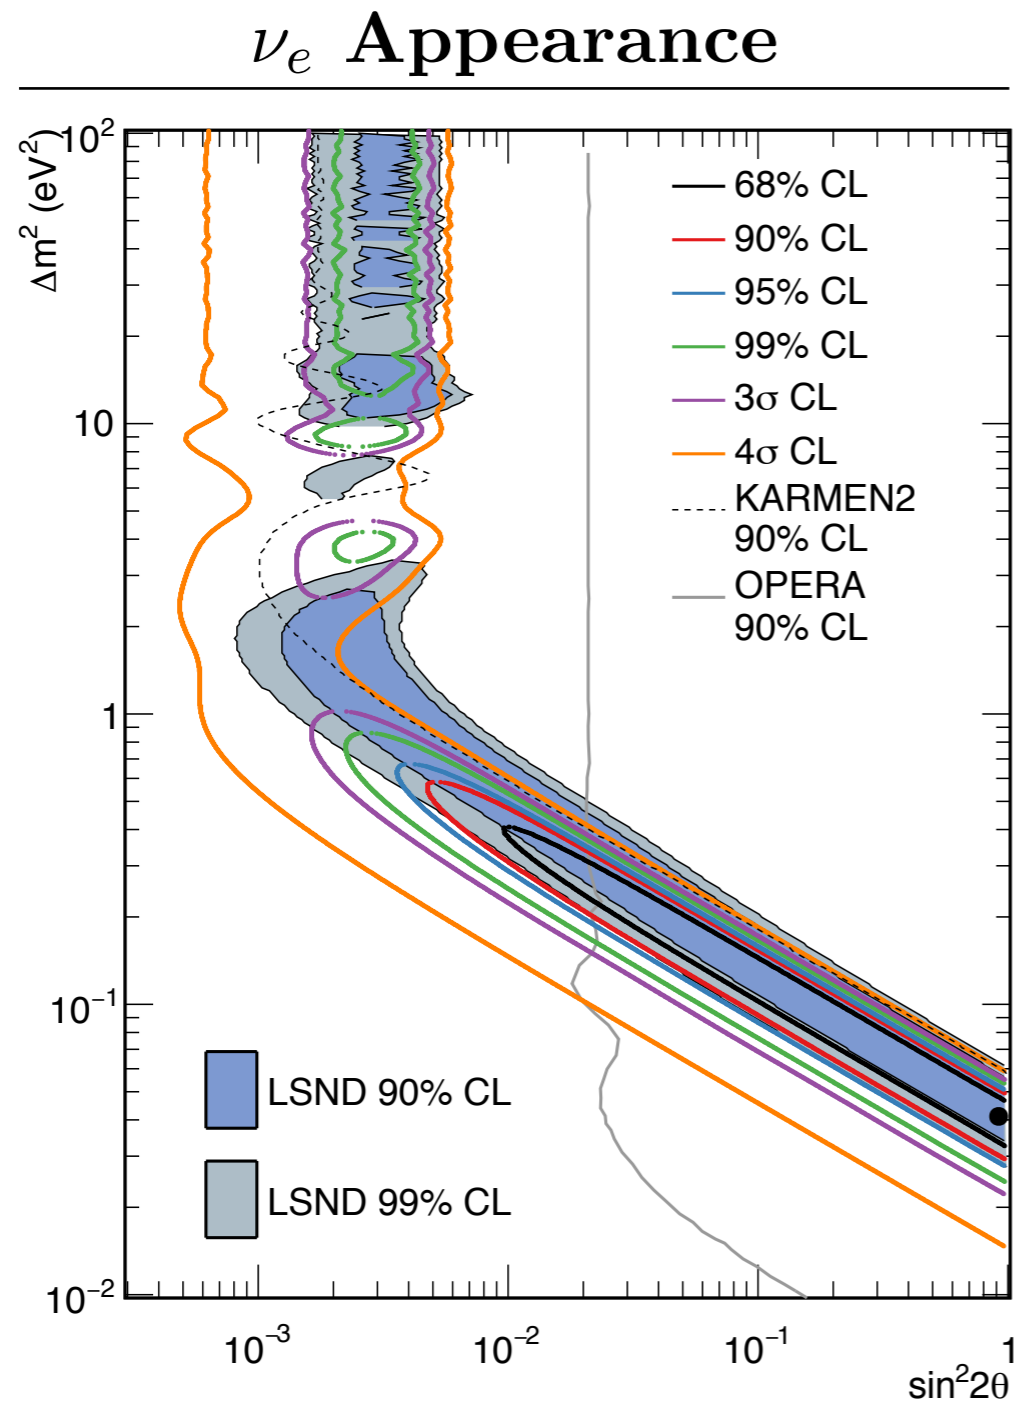 νₑ Appearance
10²
10
1
10⁻¹
10⁻²
Δm² (eV²)
68% CL
90% CL
95% CL
99% CL
3σ CL
4σ CL
KARMEN2
90% CL
OPERA
90% CL
LSND 90% CL
LSND 99% CL
10⁻³ 10⁻² 10⁻¹ 1
sin²2θ